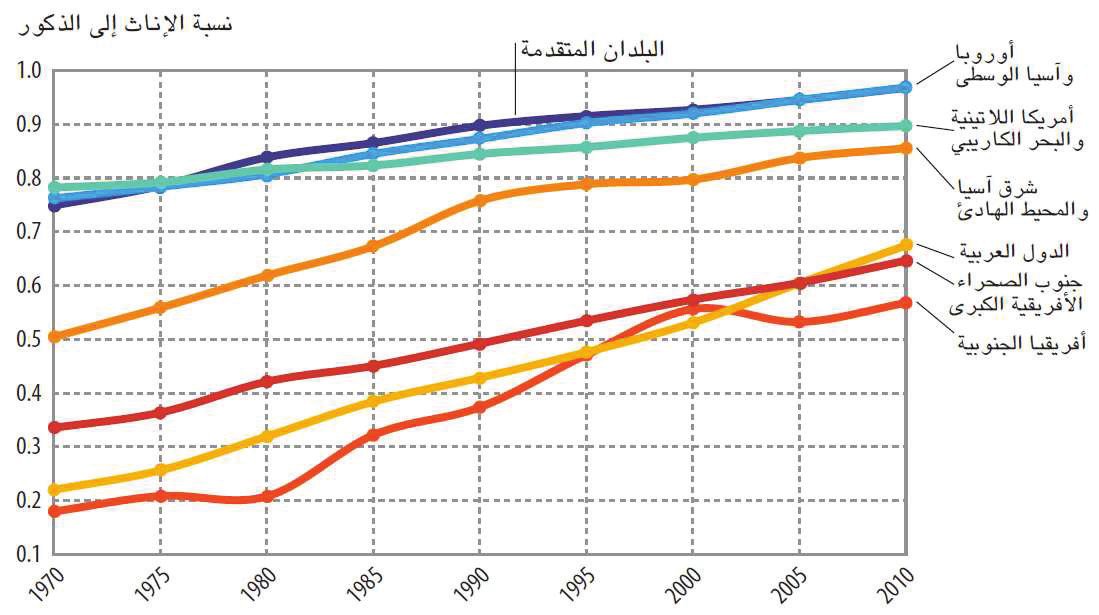 نسبة الإناث إلى الذكور
البلدان المتقدمة
أوروبا
وآسيا الوسطى
أمريكا اللاتينية
والبحر الكاريبي
شرق آسيا
والمحيط الهادئ
الدول العربية
جنوب الصحراء
الأفريقية الكبرى
أفريقيا الجنوبية
1.0
0.9
0.8
0.7
0.6
0.5
0.4
0.3
0.2
0.1
1970
1975
1980
1985
1990
1995
2000
2005
2010